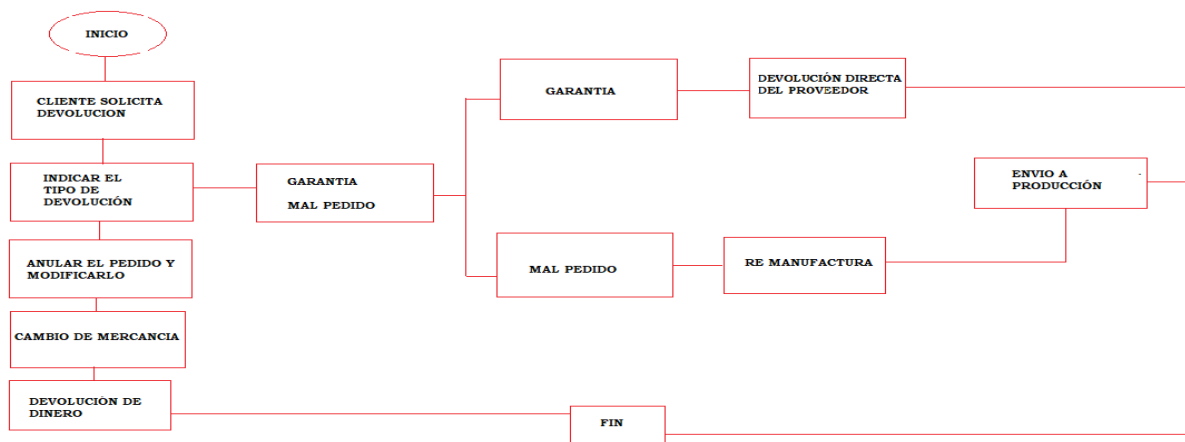 INICIO
CLIENTE SOLICITA
DEVOLUCION
INDICAR EL
TIPO DE
DEVOLUCIÓN
ANULAR EL PEDIDO Y
MODIFICARLO
CAMBIO DE MERCANCIA
DEVOLUCIÓN DE
DINERO
GARANTIA
MAL PEDIDO
GARANTIA
DEVOLUCIÓN DIRECTA
DEL PROVEEDOR
MAL PEDIDO
RE MANUFACTURA
ENVIO A
PRODUCCIÓN
FIN